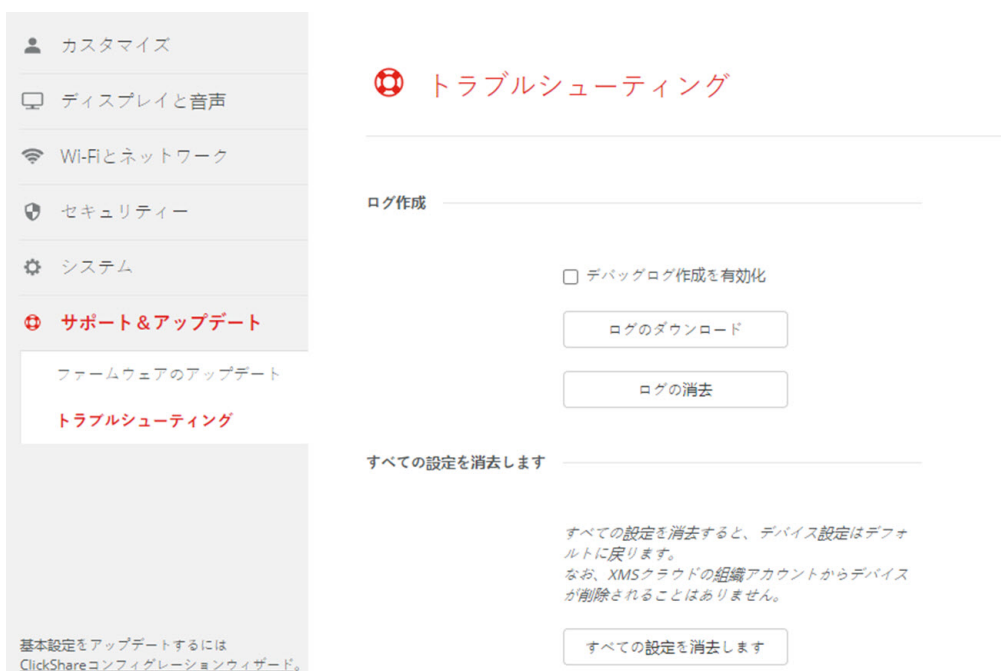 カスタマイズ
ディスプレイと音声
Wi-Fiとネットワーク
セキュリティー
システム
サポート＆アップデート
ファームウェアのアップデート
トラブルシューティング
基本設定をアップデートするには
ClickShareコンフィグレーションウィザード。
トラブルシューティング
ログ作成
デバッグログ作成を有効化
ログのダウンロード
ログの消去
すべての設定を消去します
すべての設定を消去すると、デバイス設定はデフォ
ルトに戻ります。
なお、XMSクラウドの組織アカウントからデバイス
が削除されることはありません。
すべての設定を消去します